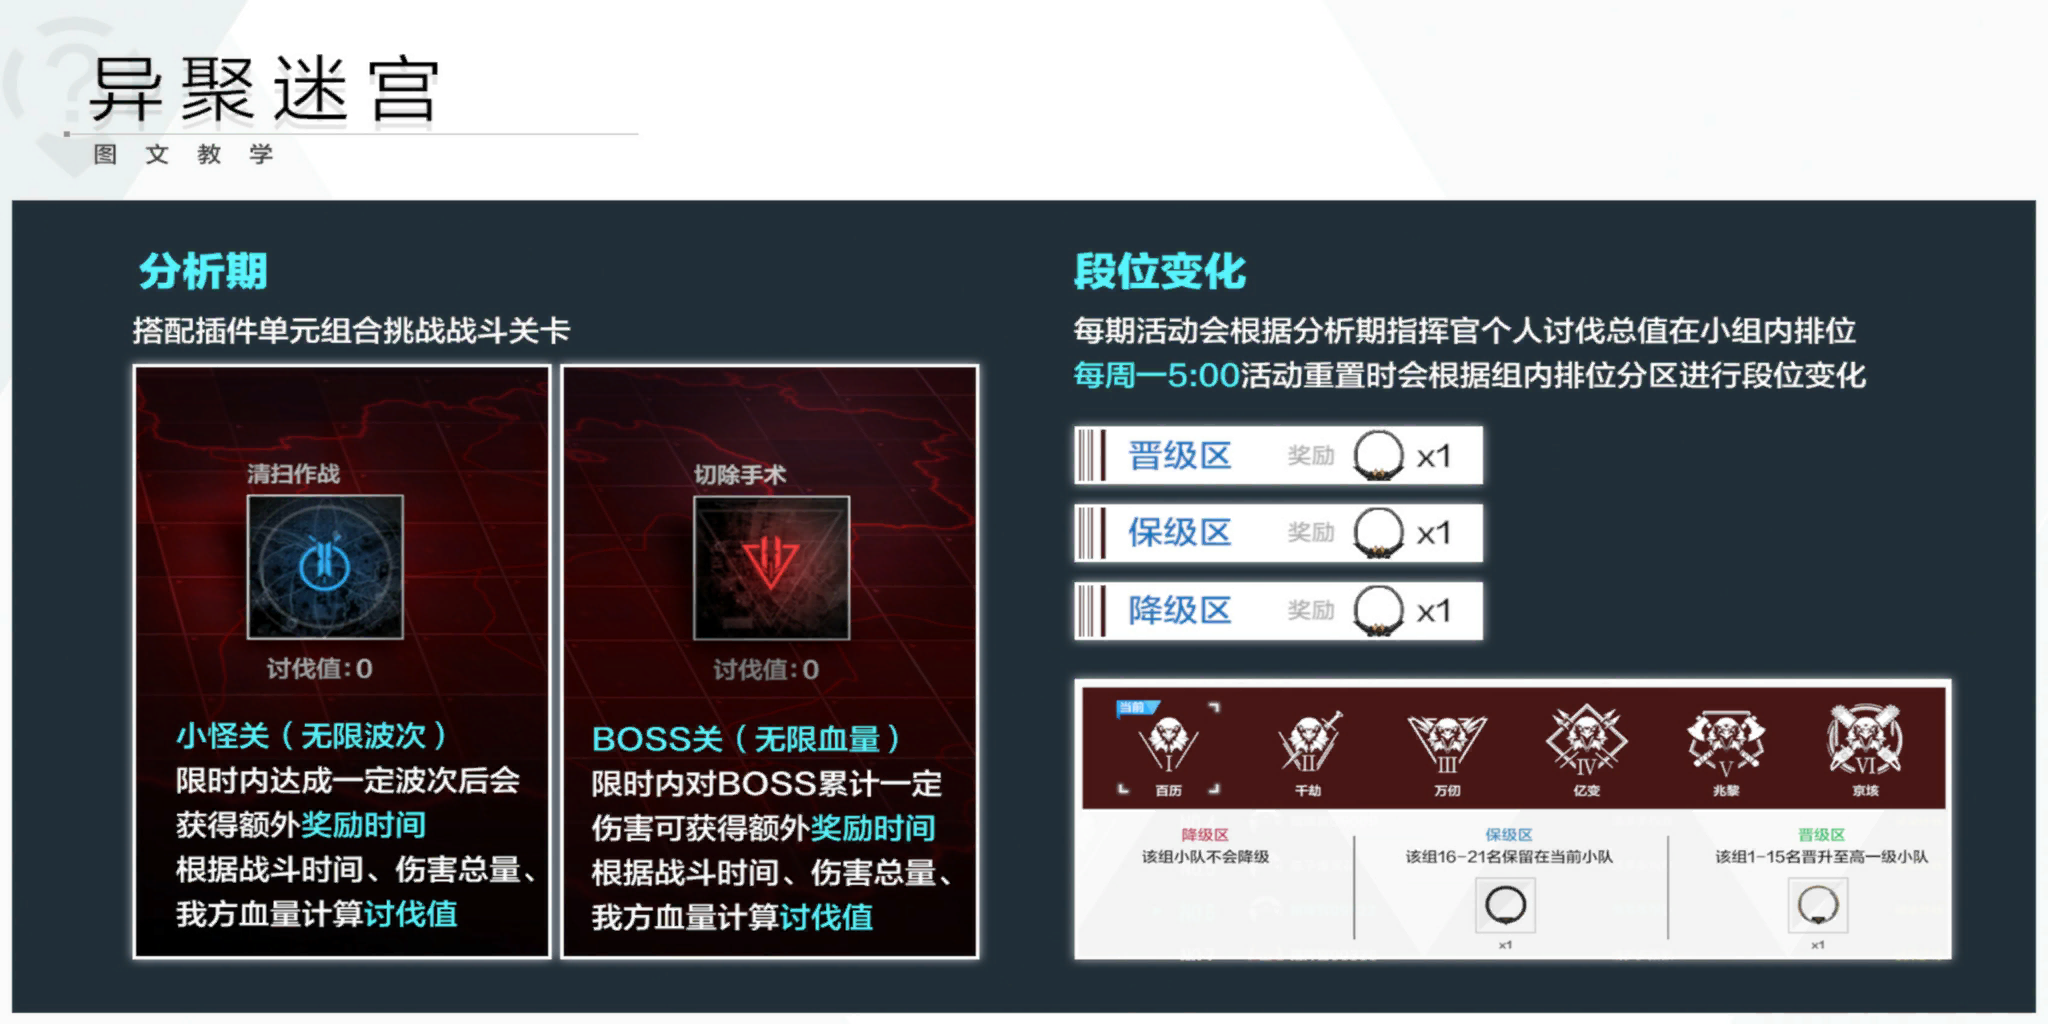 异聚迷宫
图文教学
分析期
搭配插件单元组合挑战战斗关卡
清扫作战
讨伐值:0
小怪关（无限波次）
限时内达成一定波次后会
获得额外奖励时间
根据战斗时间、伤害总量、
我方血量计算讨伐值
切除手术
讨伐值:0
BOSS关（无限血量）
限时内对BOSS累计一定
伤害可获得额外奖励时间
根据战斗时间、伤害总量、
我方血量计算讨伐值
段位变化
每期活动会根据分析期指挥官个人讨伐总值在小组内排位
每周一5:00活动重置时会根据组内排位分区进行段位变化
晋级区 奖励 x1
保级区 奖励 x1
降级区 奖励 x1
当前
I II III IV V VI
百历 千劫 万仞 亿变 兆黎 京垓
降级区
该组小队不会降级
保级区
该组16-21名保留在当前小队
x1
晋级区
该组1-15名晋升至高一级小队
x1